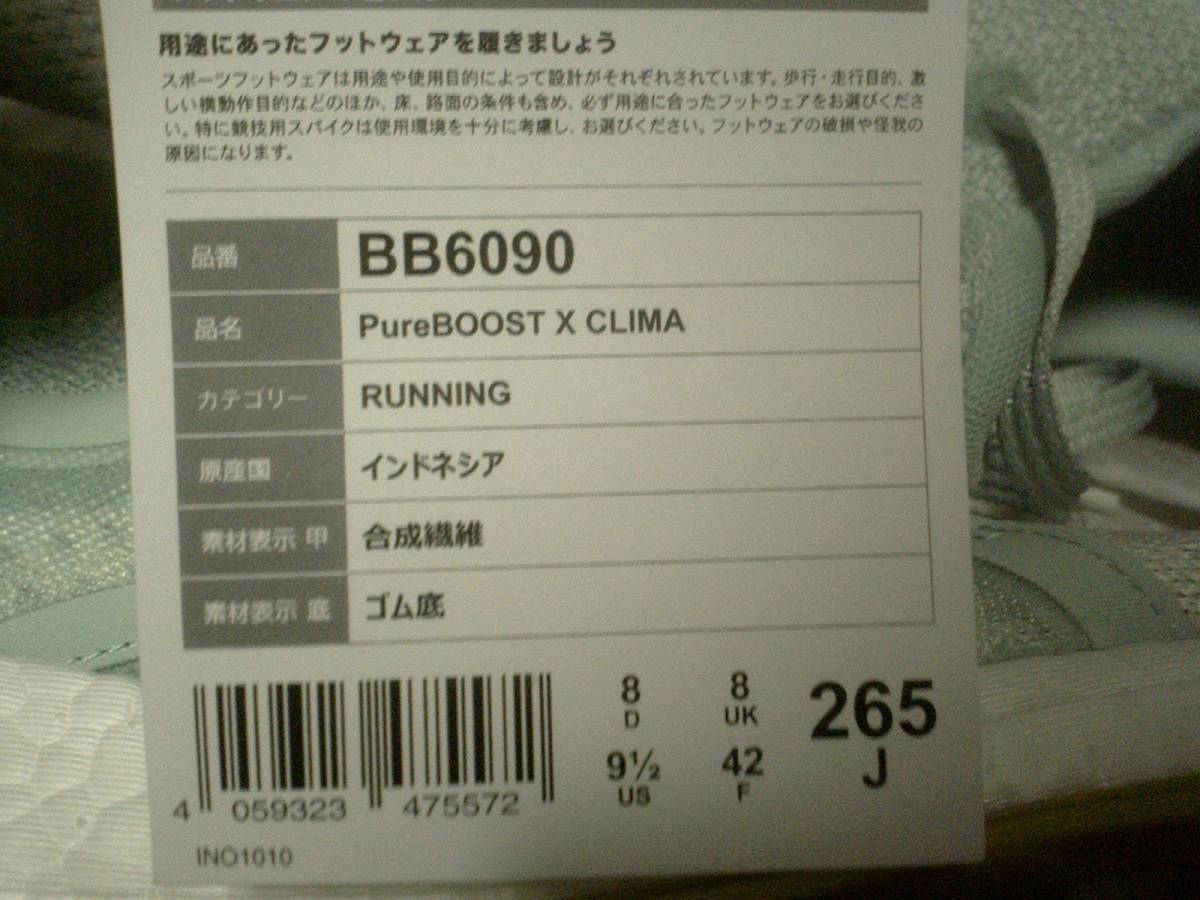 用途にあったフットウェアを履きましょう
スポーツフットウェアは用途や使用目的によって設計がそれぞれされています。歩行・走行目的、激
しい横動作目的などのほか、床、路面の条件も含め、必ず用途に合ったフットウェアをお選びくださ
い。特に競技用スパイクは使用環境を十分に考慮し、お選びください。フットウェアの破損や怪我の
原因になります。
品番 BB6090
品名 PureBOOST X CLIMA
カテゴリー RUNNING
原産国 インドネシア
素材表示 甲 合成繊維
素材表示 底 ゴム底
8 8 265
D UK J
9½ 42
US F
4 059323 475572
INO1010